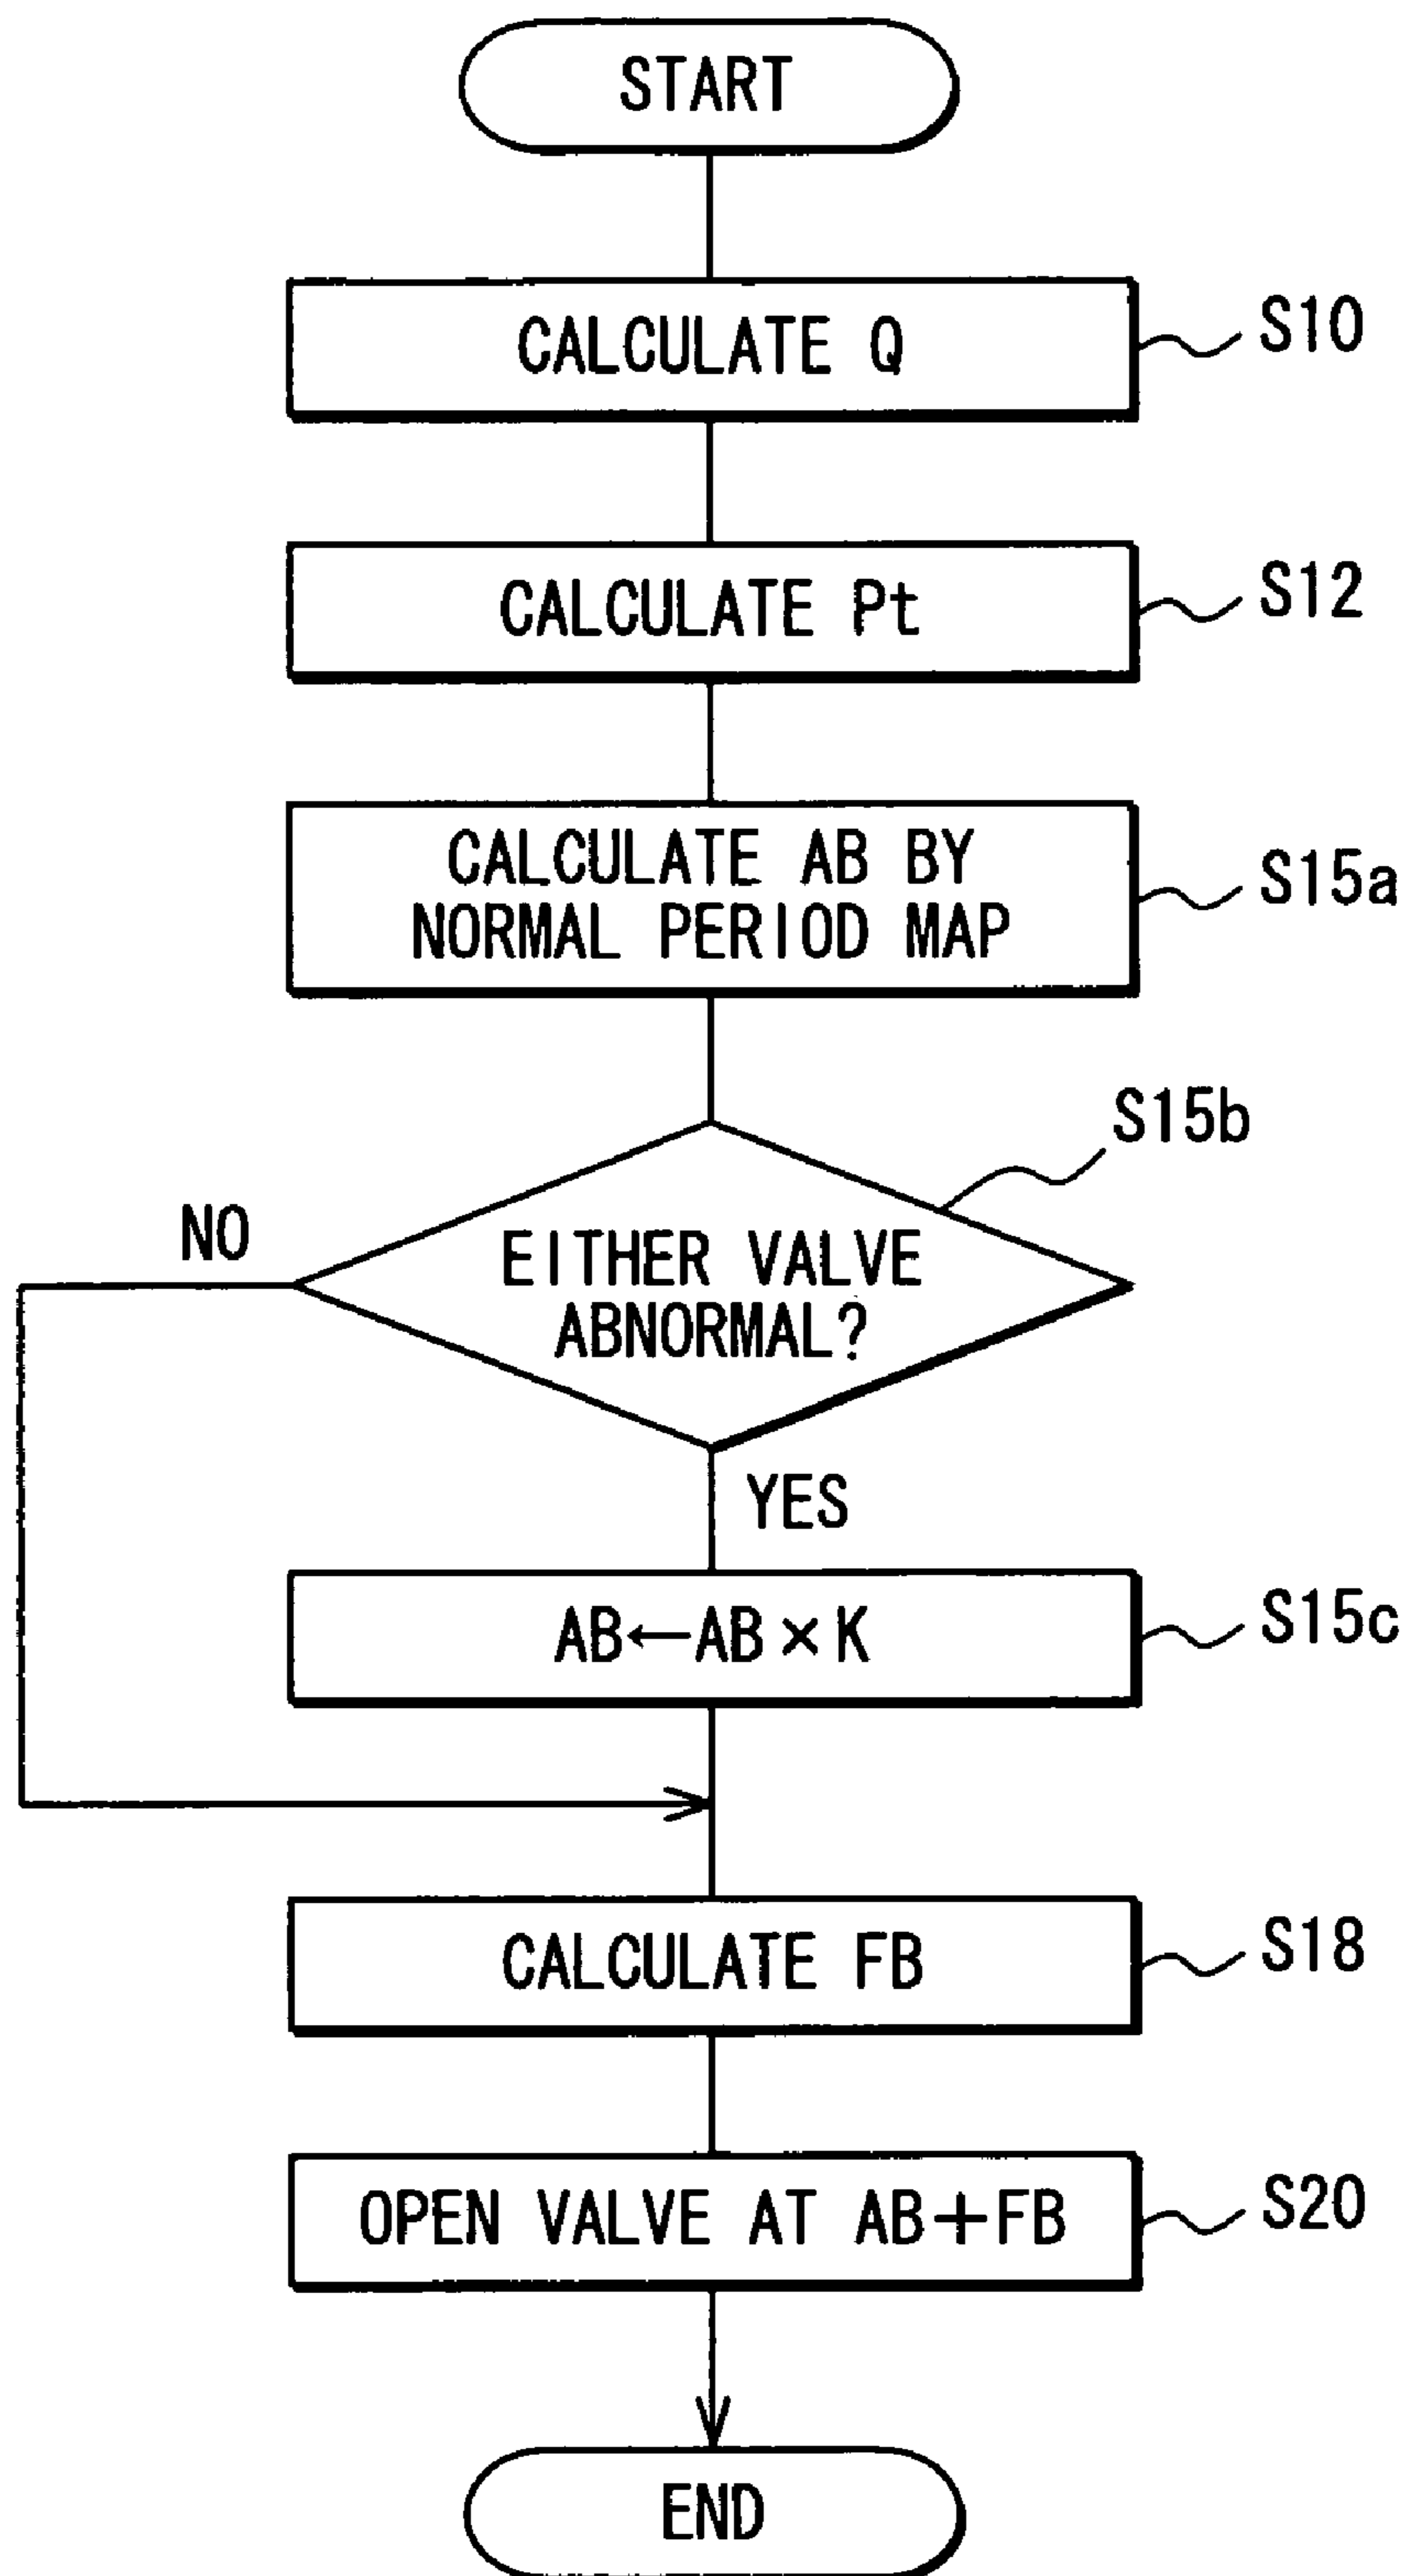 START
CALCULATE Q
S10
CALCULATE Pt
S12
CALCULATE AB BY
NORMAL PERIOD MAP
S15a
S15b
NO
EITHER VALVE
ABNORMAL?
YES
AB←AB×K
S15c
CALCULATE FB
S18
OPEN VALVE AT AB+FB
S20
END